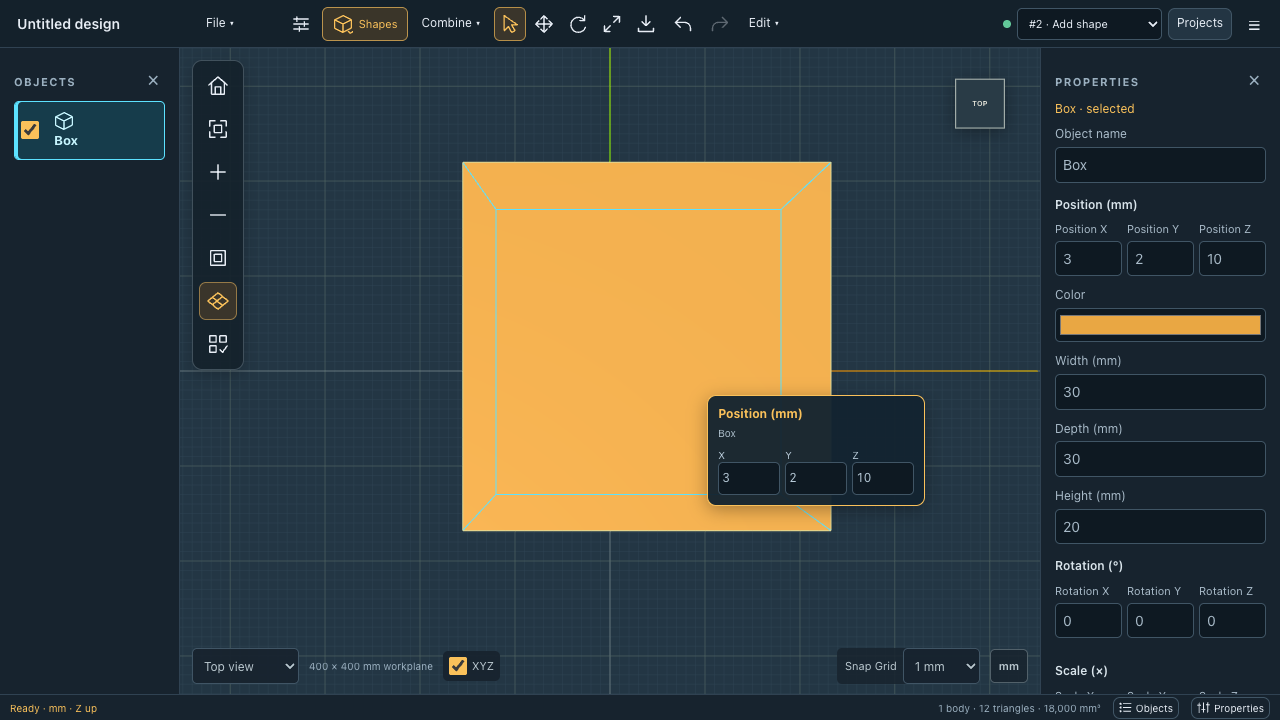 Untitled design
File ▾
Shapes
Combine ▾
Edit ▾
#2 · Add shape
Projects
OBJECTS
Box
TOP
Position (mm)
Box
X Y Z
3 2 10
Top view
400 × 400 mm workplane
XYZ
Snap Grid
1 mm
mm
PROPERTIES
Box · selected
Object name
Box
Position (mm)
Position X Position Y Position Z
3 2 10
Color
Width (mm)
30
Depth (mm)
30
Height (mm)
20
Rotation (º)
Rotation X Rotation Y Rotation Z
0 0 0
Scale (×)
Ready · mm · Z up
1 body · 12 triangles · 18,000 mm³
Objects
Properties